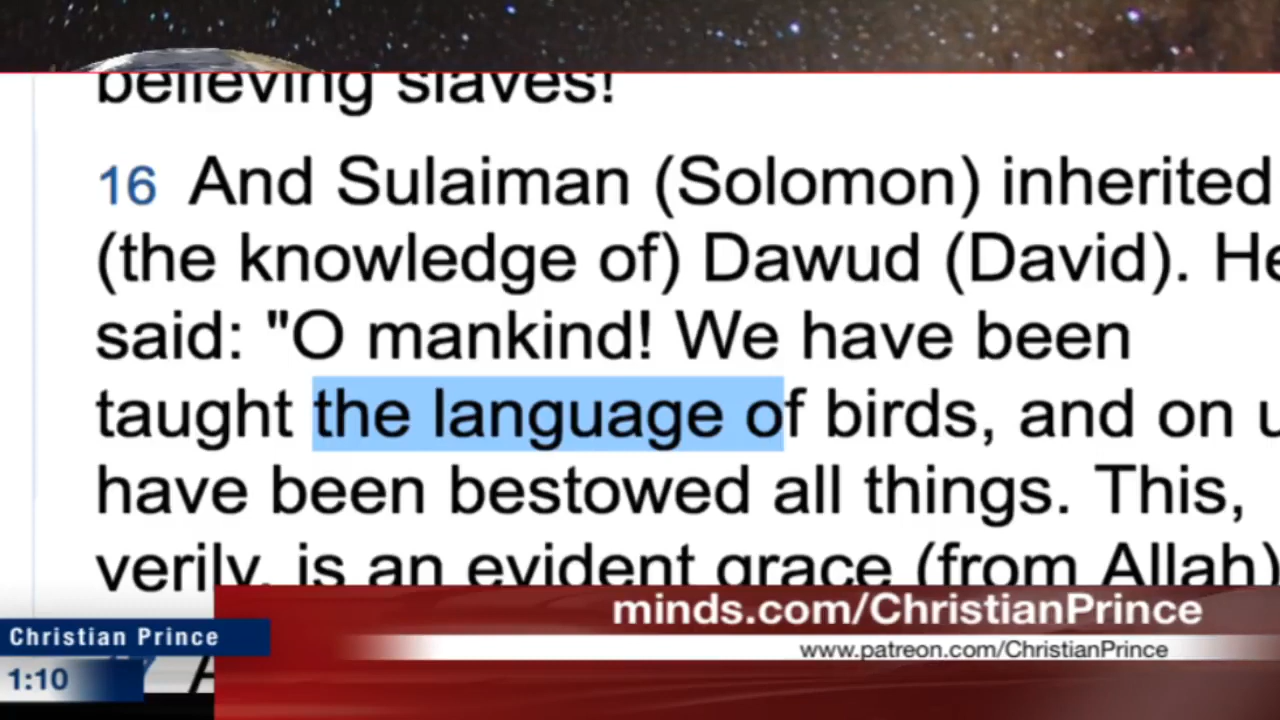 believing slaves!
16 And Sulaiman (Solomon) inherited
(the knowledge of) Dawud (David). He
said: "O mankind! We have been
taught the language of birds, and on u
have been bestowed all things. This,
verily, is an evident grace (from Allah)
minds.com/ChristianPrince
Christian Prince
www.patreon.com/ChristianPrince
1:10